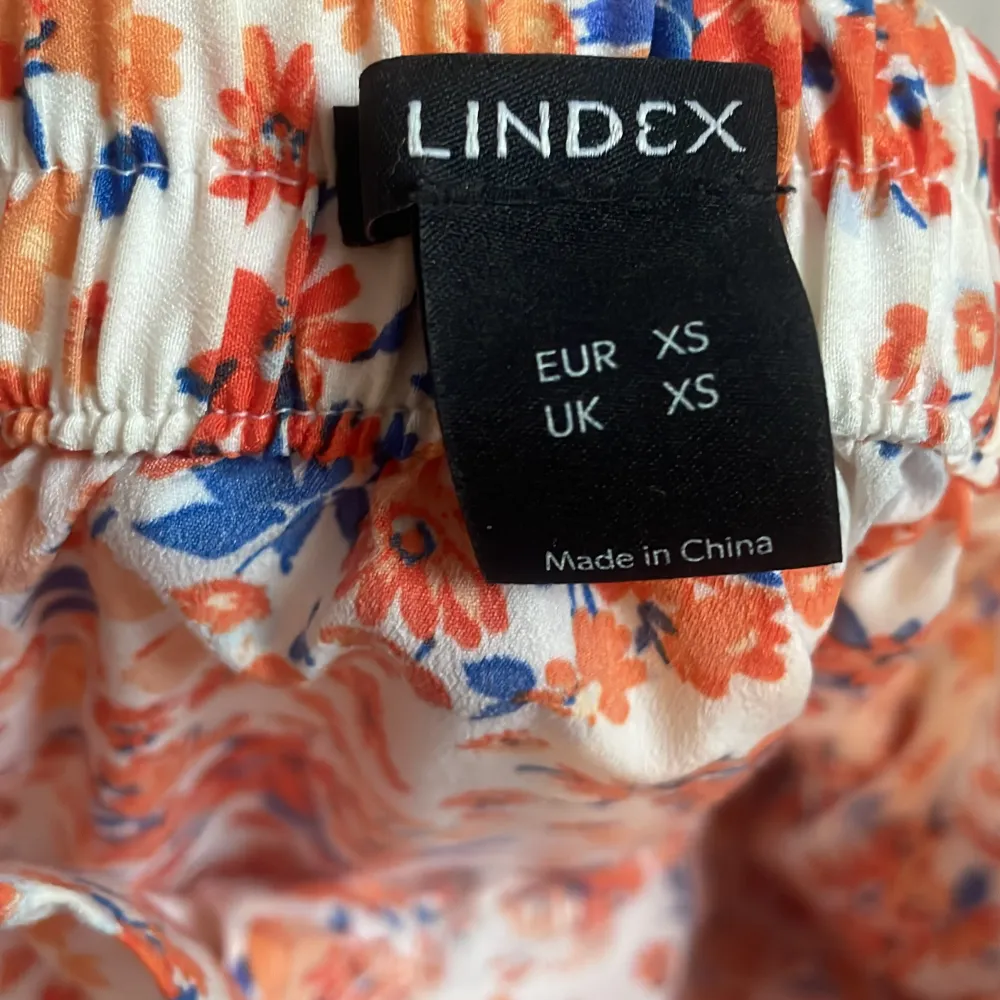 LINDEX
EUR XS
UK XS
Made in China